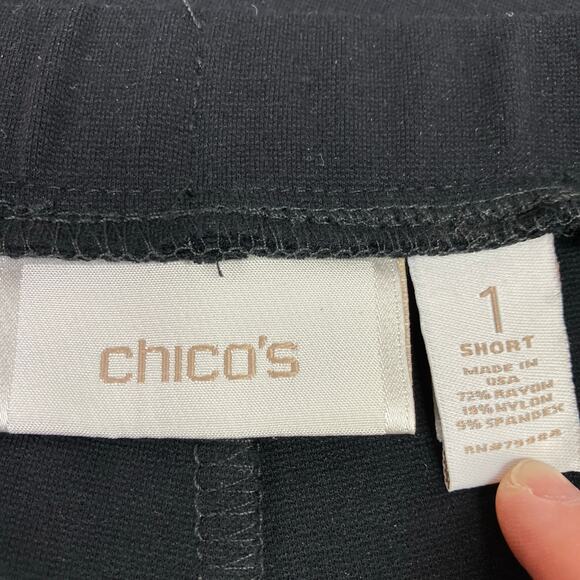 chico's
1
SHORT
MADE IN
USA
72% RAYON
19% NYLON
9% SPANDEX